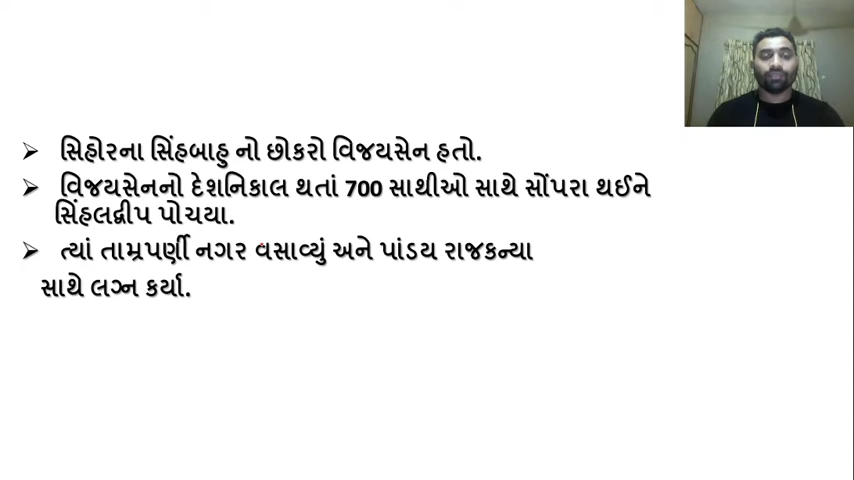 ➢ સિહોરના સિંહબાહુ નો છોકરો વિજયસેન હતો.
➢ વિજયસેનનો દેશનિકાલ થતાં 700 સાથીઓ સાથે સોંપરા થઈને
સિંહલદ્વીપ પોચયા.
➢ ત્યાં તામ્રપર્ણી નગર વસાવ્યું અને પાંડય રાજકન્યા
સાથે લગ્ન કર્યા.